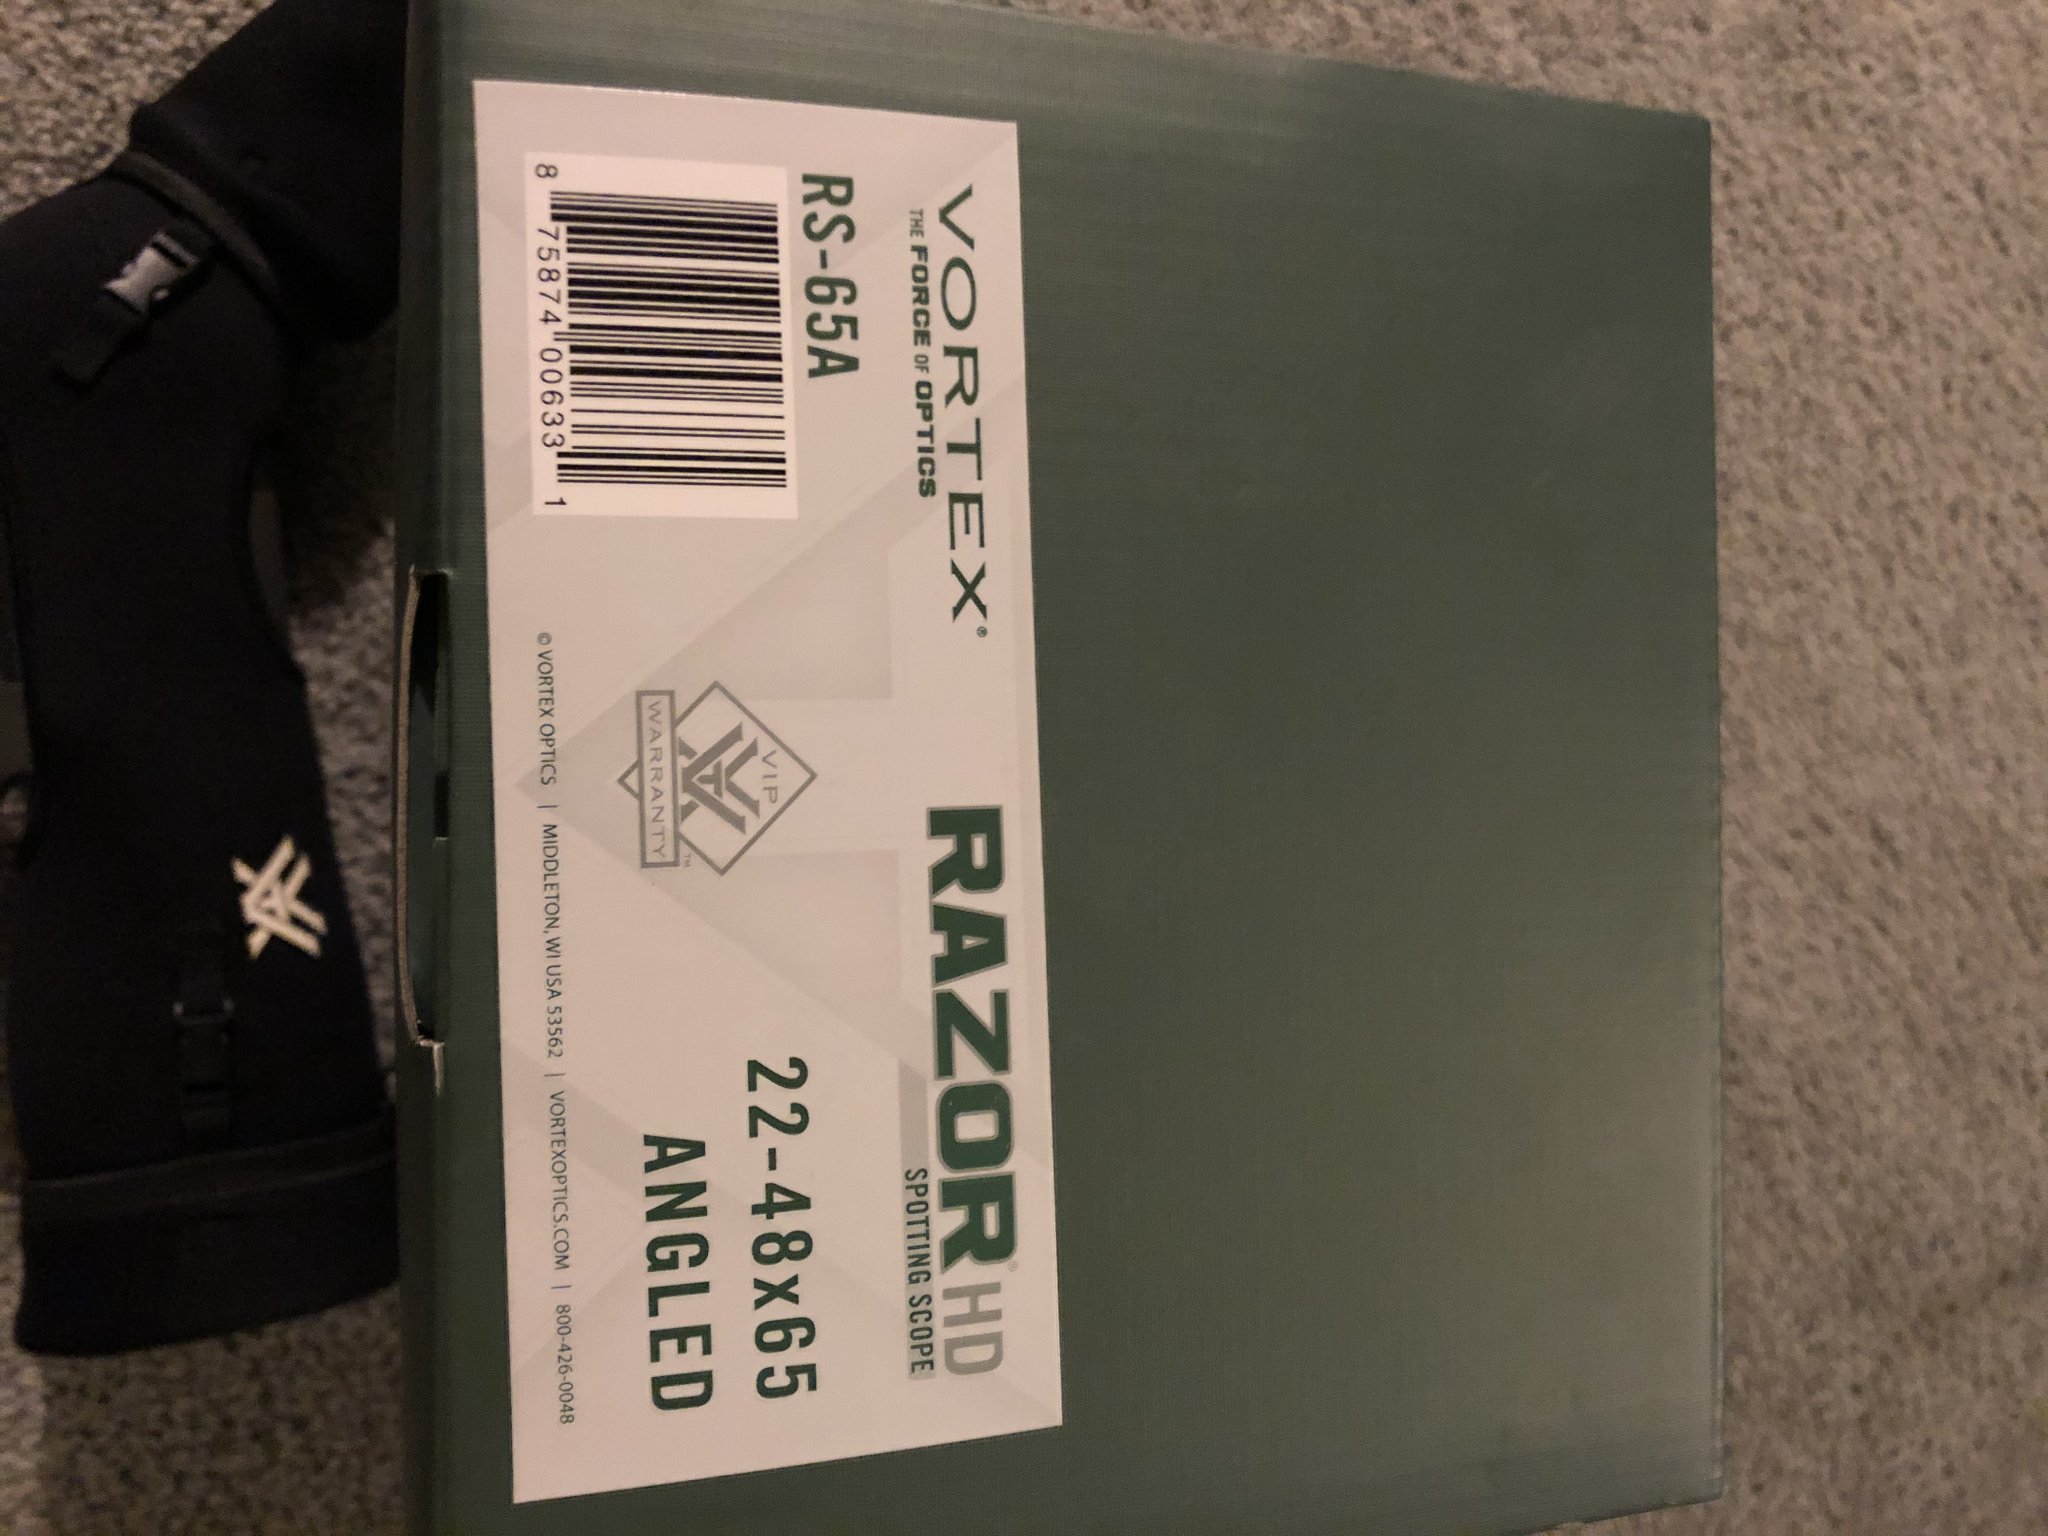 VORTEX®
THE FORCE OF OPTICS
RAZOR® HD
SPOTTING SCOPE
RS-65A
8 75874 00633 1
VIP
WARRANTY™
22-48x65
ANGLED
© VORTEX OPTICS | MIDDLETON, WI USA 53562 | VORTEXOPTICS.COM | 800-426-0048